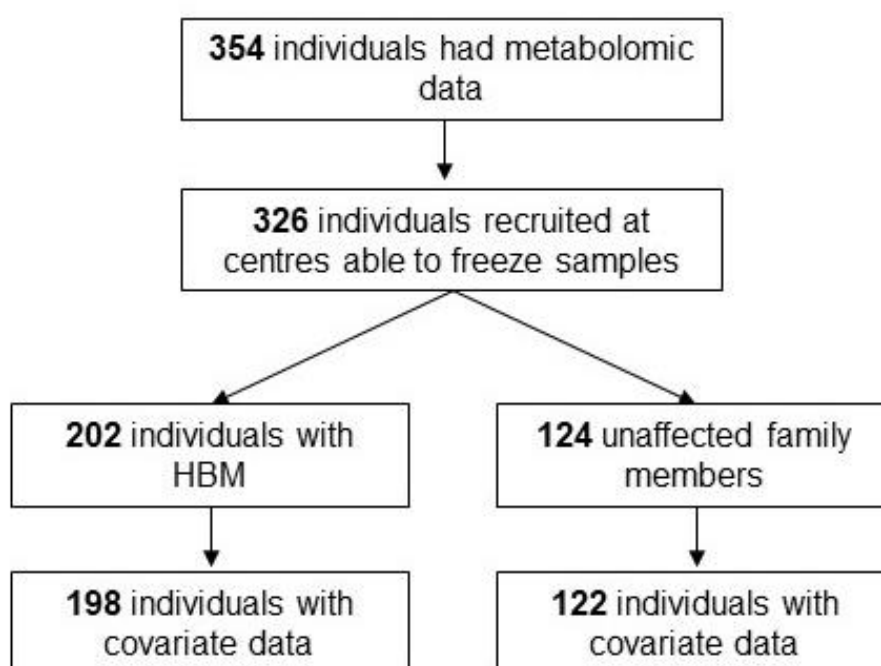 354 individuals had metabolomic
data
326 individuals recruited at
centres able to freeze samples
202 individuals with
HBM
124 unaffected family
members
198 individuals with
covariate data
122 individuals with
covariate data